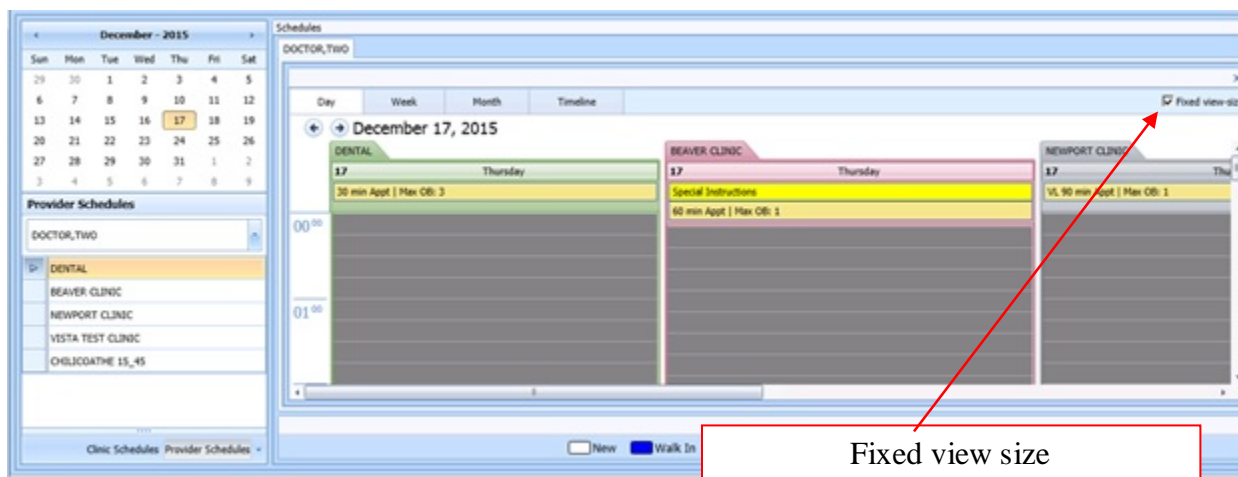 December - 2015
Sun Mon Tue Wed Thu Fri Sat
29 30 1 2 3 4 5
6 7 8 9 10 11 12
13 14 15 16 17 18 19
20 21 22 23 24 25 26
27 28 29 30 31 1 2
3 4 5 6 7 8 9
Provider Schedules
DOCTOR,TWO
DENTAL
BEAVER CLINIC
NEWPORT CLINIC
VISTA TEST CLINIC
CHILICOATHE 15_45
Clinic Schedules Provider Schedules
Schedules
DOCTOR,TWO
Day Week Month Timeline
Fixed view-siz
December 17, 2015
DENTAL BEAVER CLINIC NEWPORT CLINIC
17 Thursday 17 Thursday 17 Thu
30 min Appt | Max OB: 3 Special Instructions VL 90 min Appt | Max OB: 1
60 min Appt | Max OB: 1
00 00
01 00
New Walk In
Fixed view size